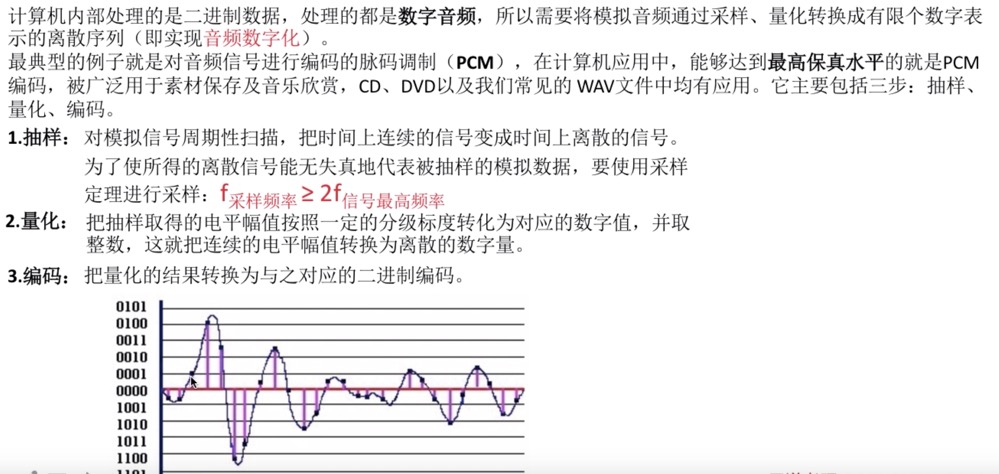 计算机内部处理的是二进制数据，处理的都是数字音频，所以需要将模拟音频通过采样、量化转换成有限个数字表
示的离散序列（即实现音频数字化）。
最典型的例子就是对音频信号进行编码的脉码调制（PCM），在计算机应用中，能够达到最高保真水平的就是PCM
编码，被广泛用于素材保存及音乐欣赏，CD、DVD以及我们常见的 WAV文件中均有应用。它主要包括三步：抽样、
量化、编码。
1.抽样：对模拟信号周期性扫描，把时间上连续的信号变成时间上离散的信号。
为了使所得的离散信号能无失真地代表被抽样的模拟数据，要使用采样
定理进行采样：f采样频率 ≥ 2f信号最高频率
2.量化：把抽样取得的电平幅值按照一定的分级标度转化为对应的数字值，并取
整数，这就把连续的电平幅值转换为离散的数字量。
3.编码：把量化的结果转换为与之对应的二进制编码。
0101
0100
0011
0010
0001
0000
1001
1010
1011
1100
1101